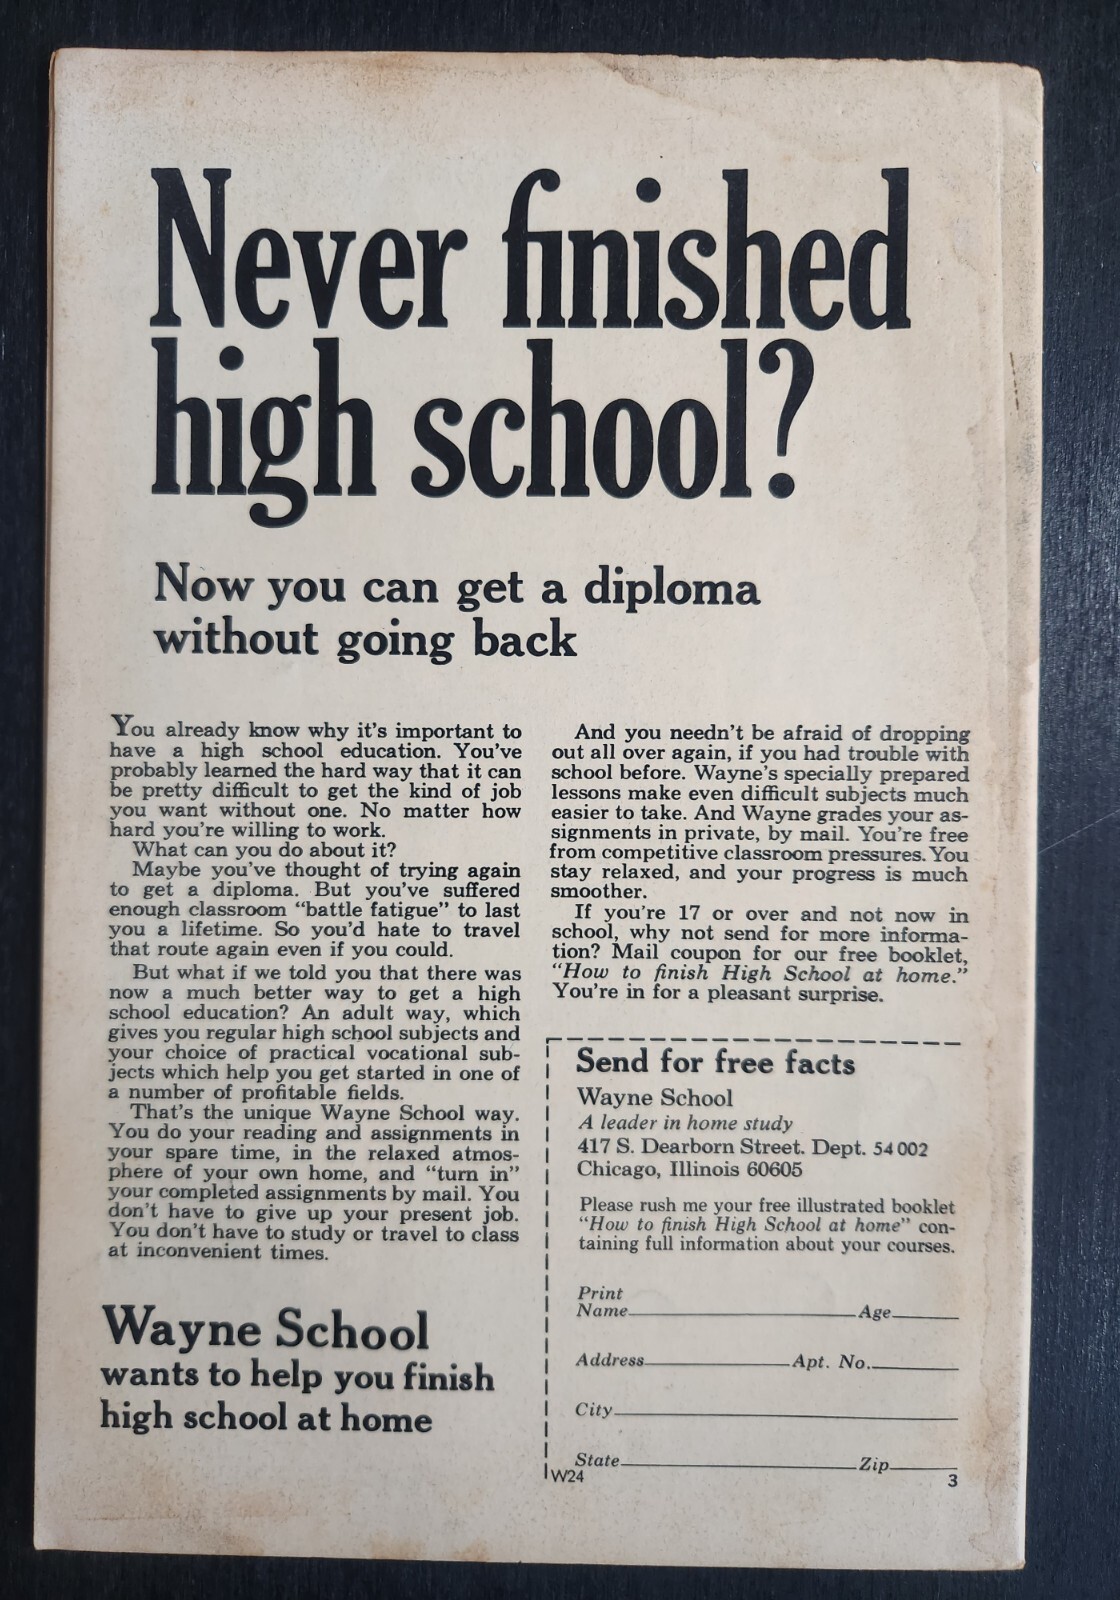 Never finished
high school?
Now you can get a diploma
without going back
You already know why it's important to
have a high school education. You've
probably learned the hard way that it can
be pretty difficult to get the kind of job
you want without one. No matter how
hard you're willing to work.
What can you do about it?
Maybe you've thought of trying again
to get a diploma. But you've suffered
enough classroom "battle fatigue" to last
you a lifetime. So you'd hate to travel
that route again even if you could.
But what if we told you that there was
now a much better way to get a high
school education? An adult way, which
gives you regular high school subjects and
your choice of practical vocational sub-
jects which help you get started in one of
a number of profitable fields.
That's the unique Wayne School way.
You do your reading and assignments in
your spare time, in the relaxed atmos-
phere of your own home, and "turn in"
your completed assignments by mail. You
don't have to give up your present job.
You don't have to study or travel to class
at inconvenient times.
Wayne School
wants to help you finish
high school at home
And you needn't be afraid of dropping
out all over again, if you had trouble with
school before. Wayne's specially prepared
lessons make even difficult subjects much
easier to take. And Wayne grades your as-
signments in private, by mail. You're free
from competitive classroom pressures. You
stay relaxed, and your progress is much
smoother.
If you're 17 or over and not now in
school, why not send for more informa-
tion? Mail coupon for our free booklet,
"How to finish High School at home."
You're in for a pleasant surprise.
Send for free facts
Wayne School
A leader in home study
417 S. Dearborn Street. Dept. 54 002
Chicago, Illinois 60605
Please rush me your free illustrated booklet
"How to finish High School at home" con-
taining full information about your courses.
Print
Name Age
Address Apt. No.
City
State Zip
W24 3